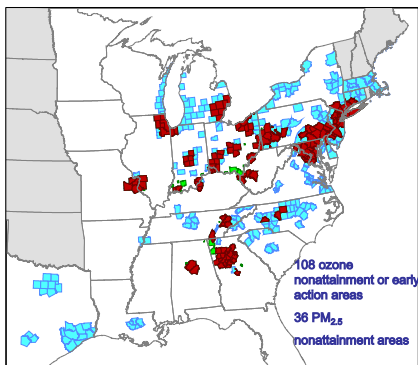 108 ozone
nonattainment or early
action areas
36 PM2.5
nonattainment areas